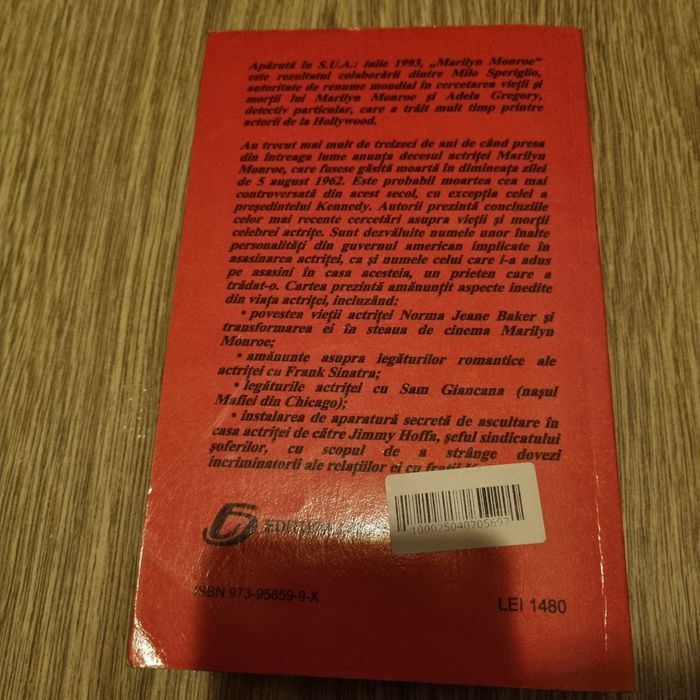 Apărută în S.U.A.: iulie 1993, „Marilyn Monroe“
este rezultatul colaborării dintre Milo Speriglio,
autoritate de renume mondial în cercetarea vieții și
morții lui Marilyn Monroe și Adela Gregory,
detectiv particular, care a trăit mult timp printre
actorii de la Hollywood.
Au trecut mai mult de treizeci de ani de când presa
din întreaga lume anunța decesul actriței Marilyn
Monroe, care fusese găsită moartă în dimineața zilei
de 5 august 1962. Este probabil moartea cea mai
controversată din acest secol, cu excepția celei a
președintelui Kennedy. Autorii prezintă concluziile
celor mai recente cercetări asupra vieții și morții
celebrei actrițe. Sunt dezvăluite numele unor înalte
personalități din guvernul american implicate în
asasinarea actriței, ca și numele celui care i-a adus
pe asasini în casa acesteia, un prieten care a
trădat-o. Cartea prezintă amănunțit aspecte inedite
din viața actriței, incluzând:
• povestea vieții actriței Norma Jeane Baker și
transformarea ei în steaua de cinema Marilyn
Monroe;
• amănunte asupra legăturilor romantice ale
actriței cu Frank Sinatra;
• legăturile actriței cu Sam Giancana (nașul
Mafiei din Chicago);
• instalarea de aparatură secretă de ascultare în
casa actriței de către Jimmy Hoffa, șeful sindicatului
șoferilor, cu scopul de a strânge dovezi
incriminatorii ale relațiilor ei cu frații
EDITURA
100025040705697
ISBN 973-95859-9-X
LEI 1480